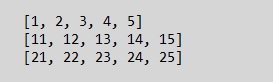 [1, 2, 3, 4, 5]
[11, 12, 13, 14, 15]
[21, 22, 23, 24, 25]